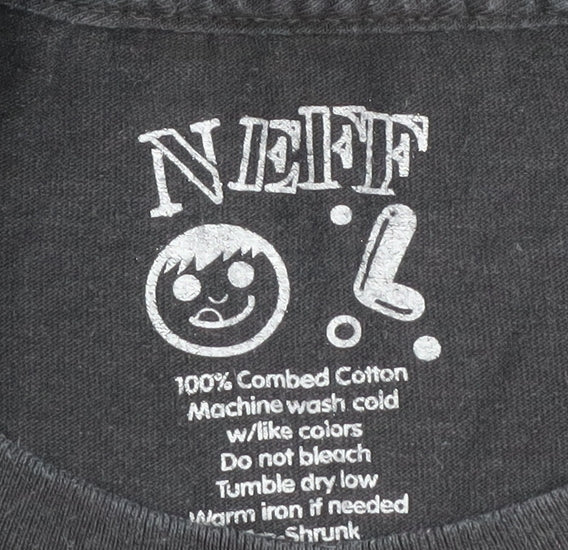 NEFF
L
100% Combed Cotton
Machine wash cold
w/like colors
Do not bleach
Tumble dry low
Warm iron if needed
-Shrunk